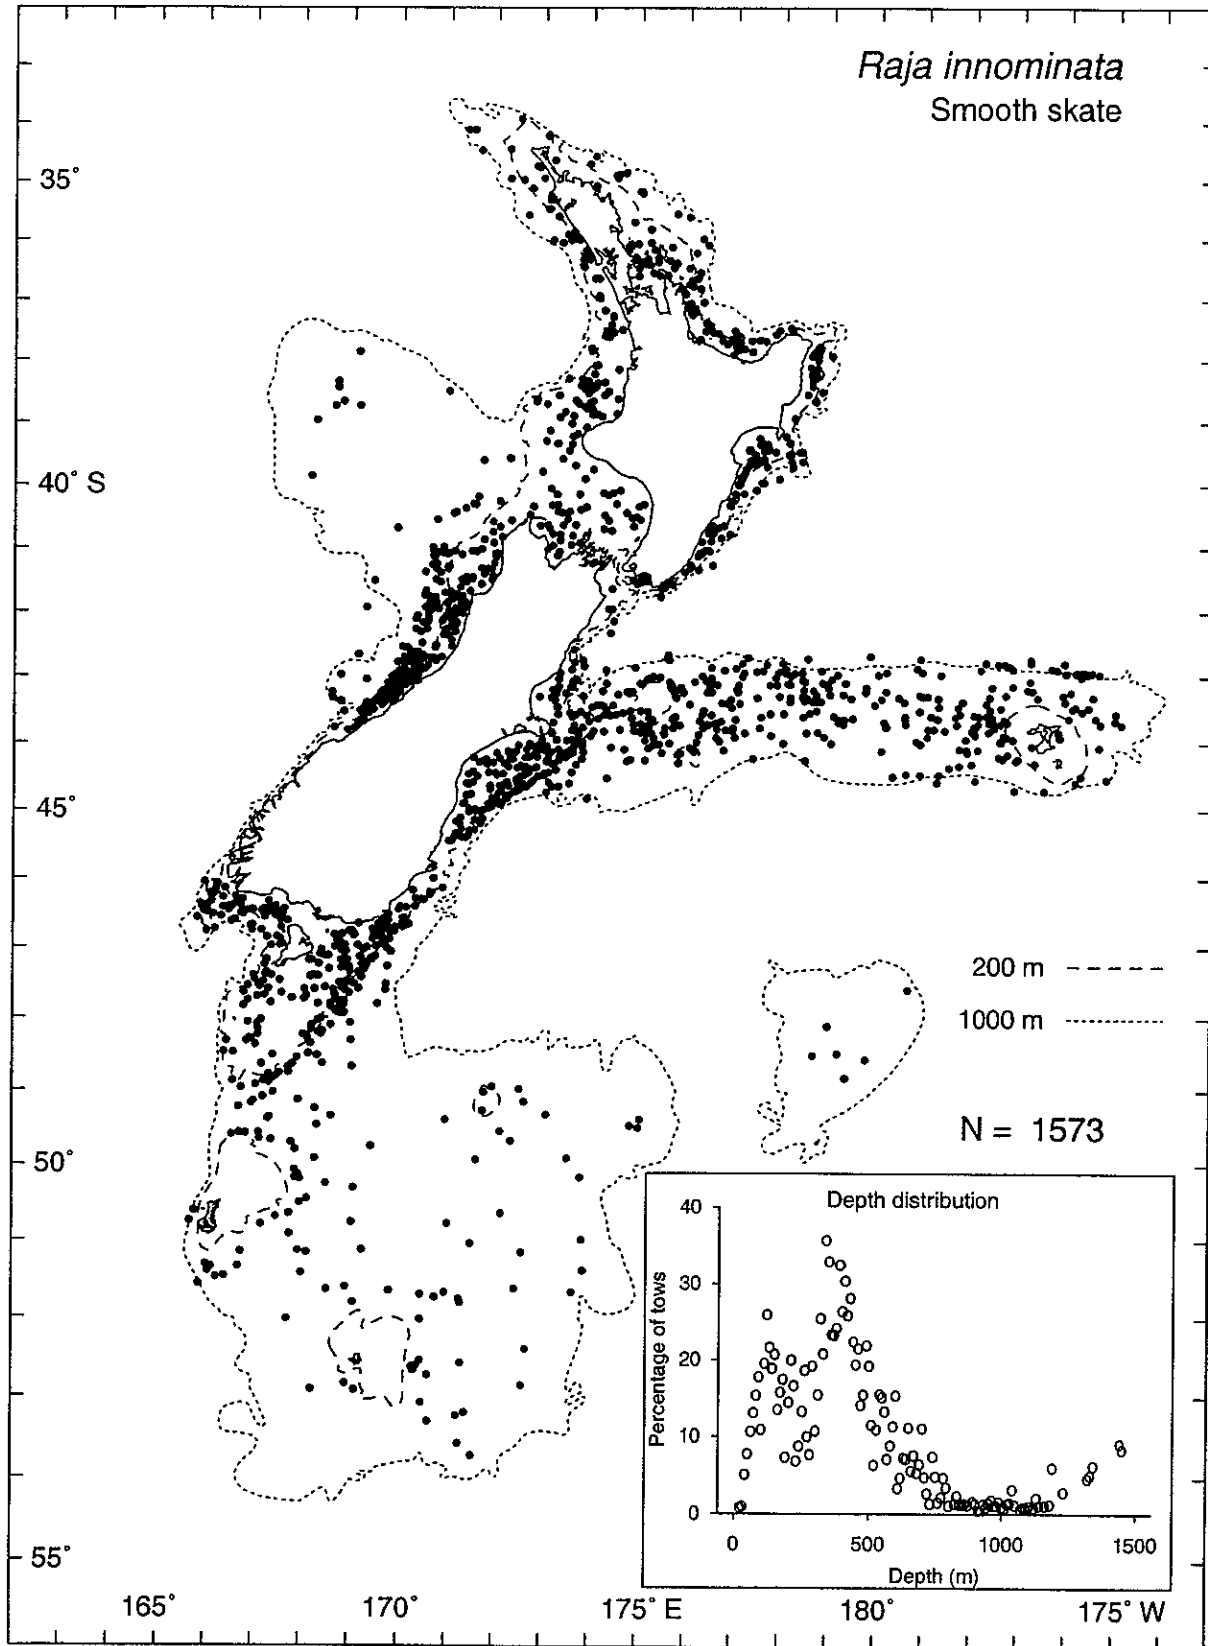 Raja innominata
Smooth skate
35°
40° S
45°
200 m
1000 m
N = 1573
50°
Depth distribution
40
30
20
10
0
Percentage of tows
0 500 1000 1500
Depth (m)
55°
165° 170° 175° E 180° 175° W